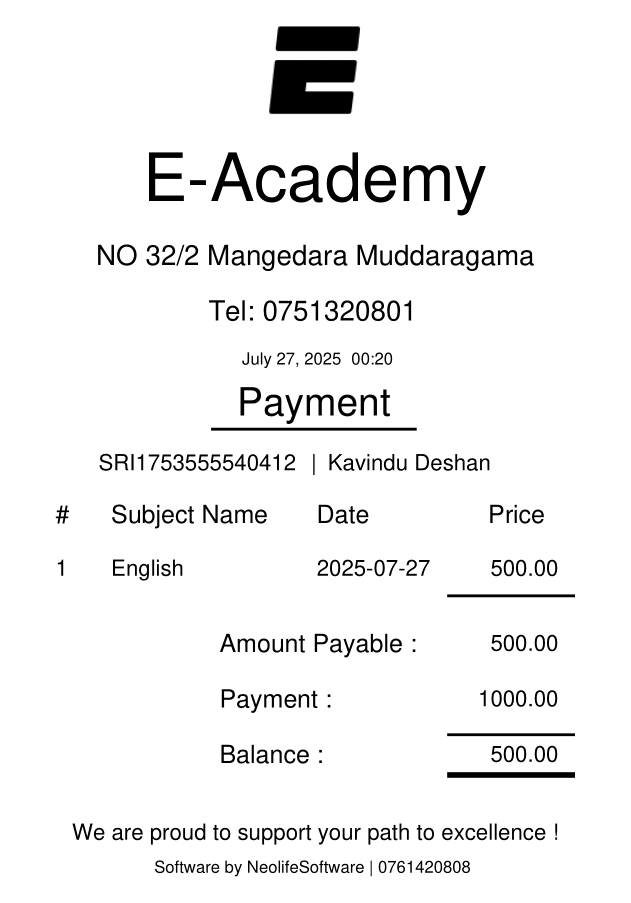 E-Academy
NO 32/2 Mangedara Muddaragama
Tel: 0751320801
July 27, 2025  00:20
Payment
SRI1753555540412 | Kavindu Deshan
# Subject Name Date Price
1 English 2025-07-27 500.00
Amount Payable : 500.00
Payment : 1000.00
Balance : 500.00
We are proud to support your path to excellence !
Software by NeolifeSoftware | 0761420808